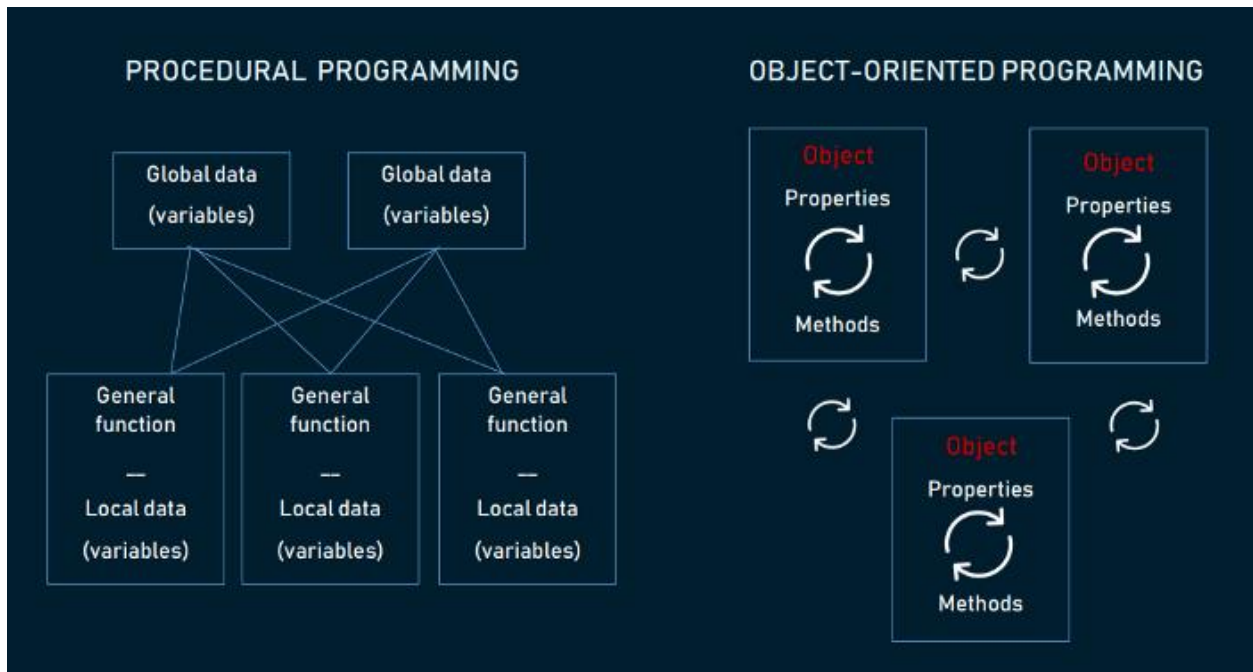 PROCEDURAL PROGRAMMING
Global data
(variables)
Global data
(variables)
General
function
—
Local data
(variables)
General
function
—
Local data
(variables)
General
function
—
Local data
(variables)
OBJECT-ORIENTED PROGRAMMING
Object
Properties
Methods
Object
Properties
Methods
Object
Properties
Methods